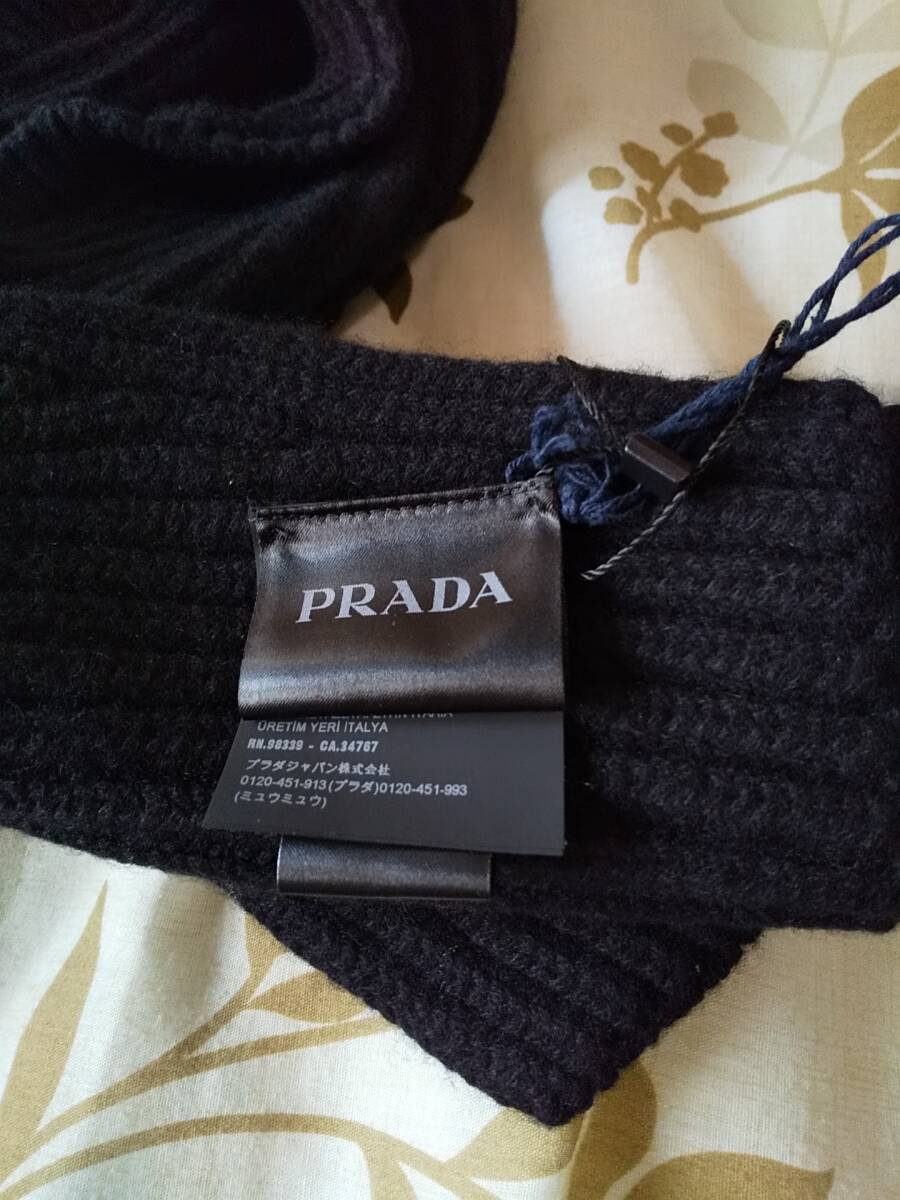 PRADA
ÜRETİM YERİ İTALYA
RN.98339 - CA.34767
プラダジャパン株式会社
0120-451-913(プラダ)0120-451-993
(ミュウミュウ)